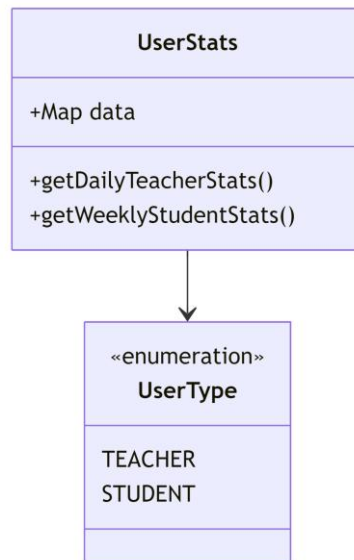 UserStats
+Map data
+getDailyTeacherStats()
+getWeeklyStudentStats()
«enumeration»
UserType
TEACHER
STUDENT